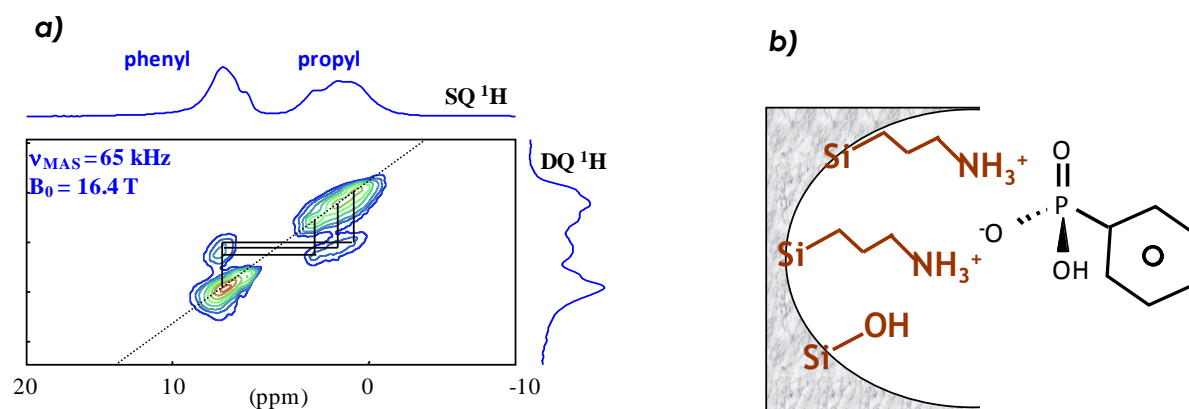 a)
phenyl propyl
SQ ¹H
ν_MAS = 65 kHz
B₀ = 16.4 T
DQ ¹H
20 10 0 -10
(ppm)
b)
Si NH₃⁺
O
P
⁻O
OH
Si NH₃⁺
Si OH